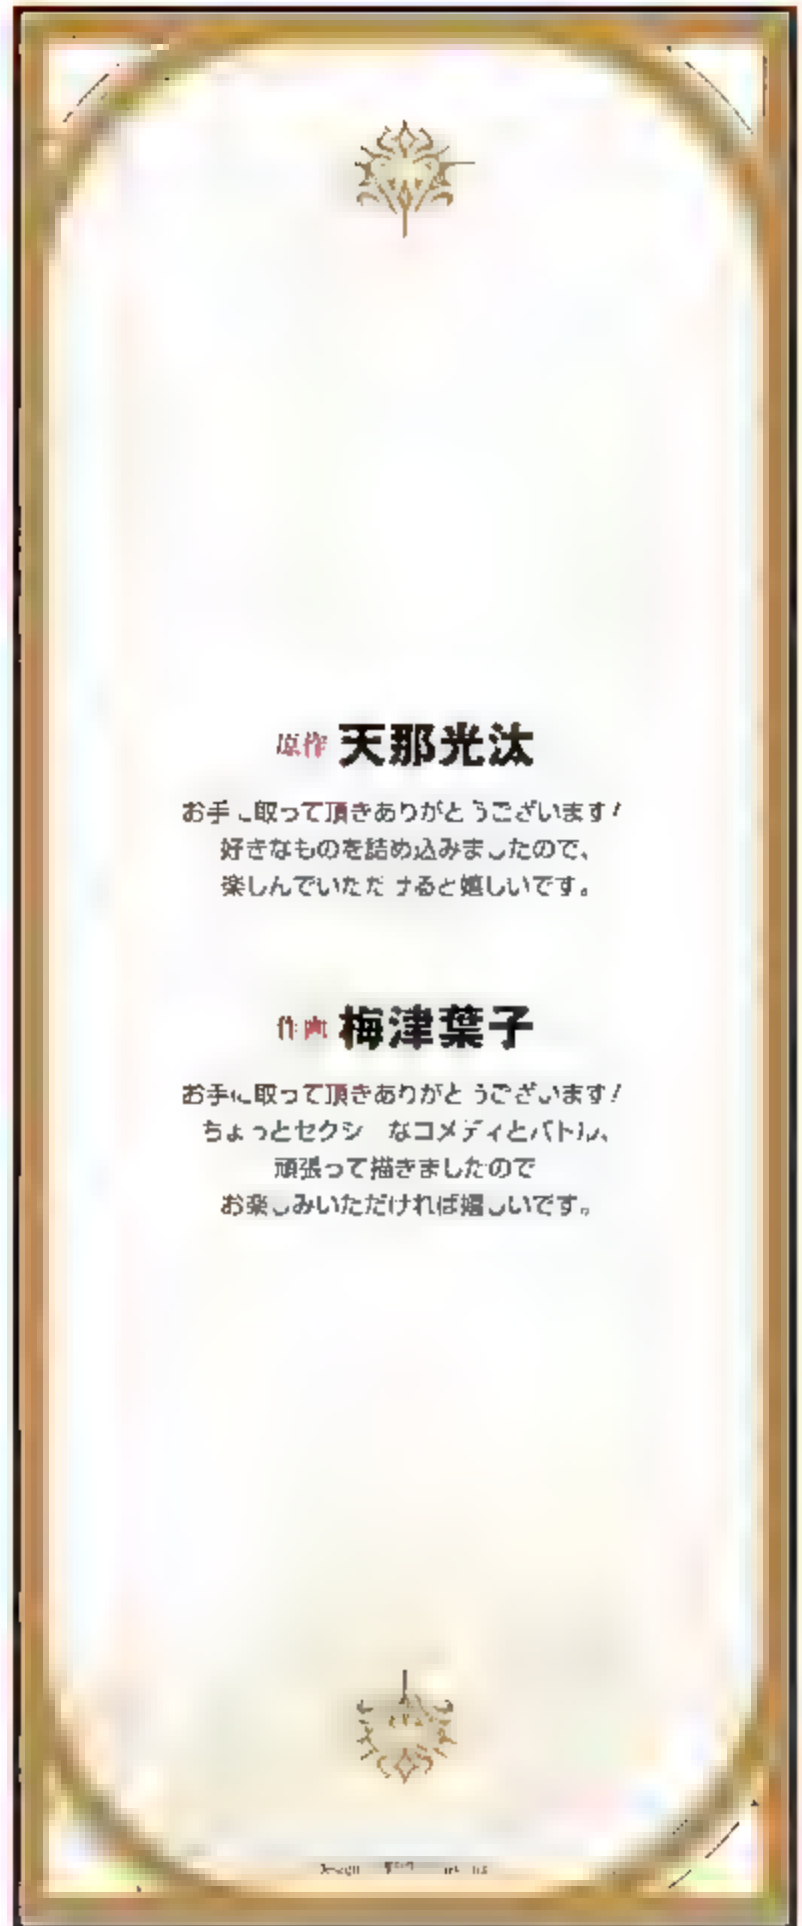 原作 天那光汰
お手に取って頂きありがとうございます!
好きなものを詰め込みましたので、
楽しんでいただけると嬉しいです。
作画 梅津葉子
お手に取って頂きありがとうございます!
ちょっとセクシーなコメディとバトル、
頑張って描きましたので
お楽しみいただければ嬉しいです。